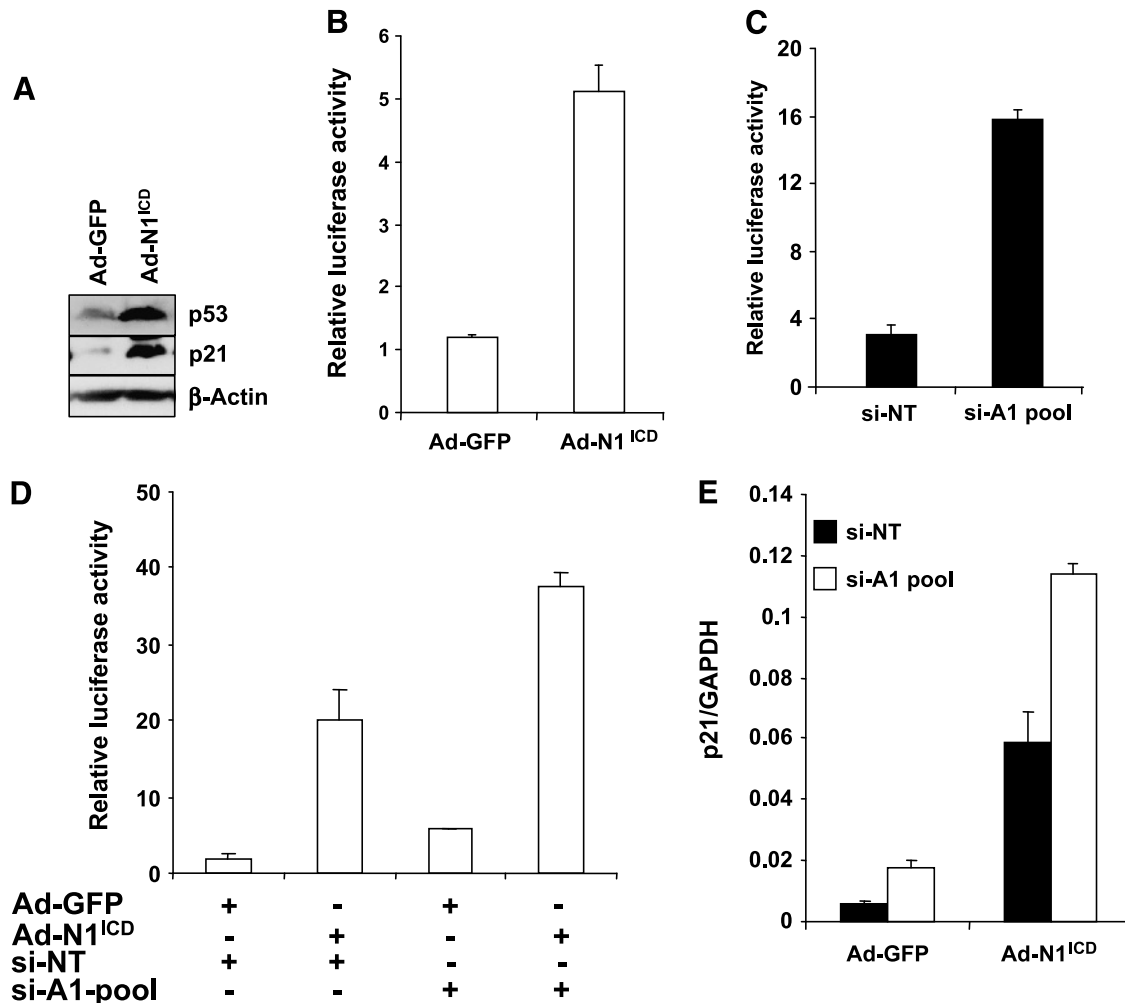 A
Ad-GFP
Ad-N1ICD
p53
p21
β-Actin
B
Relative luciferase activity
6
5
4
3
2
1
0
Ad-GFP
Ad-N1 ICD
C
Relative luciferase activity
20
16
12
8
4
0
si-NT
si-A1 pool
D
Relative luciferase activity
50
40
30
20
10
0
Ad-GFP + - + -
Ad-N1ICD - + - +
si-NT + + - -
si-A1-pool - - + +
E
p21/GAPDH
0.14
0.12
0.1
0.08
0.06
0.04
0.02
0
si-NT
si-A1 pool
Ad-GFP
Ad-N1ICD